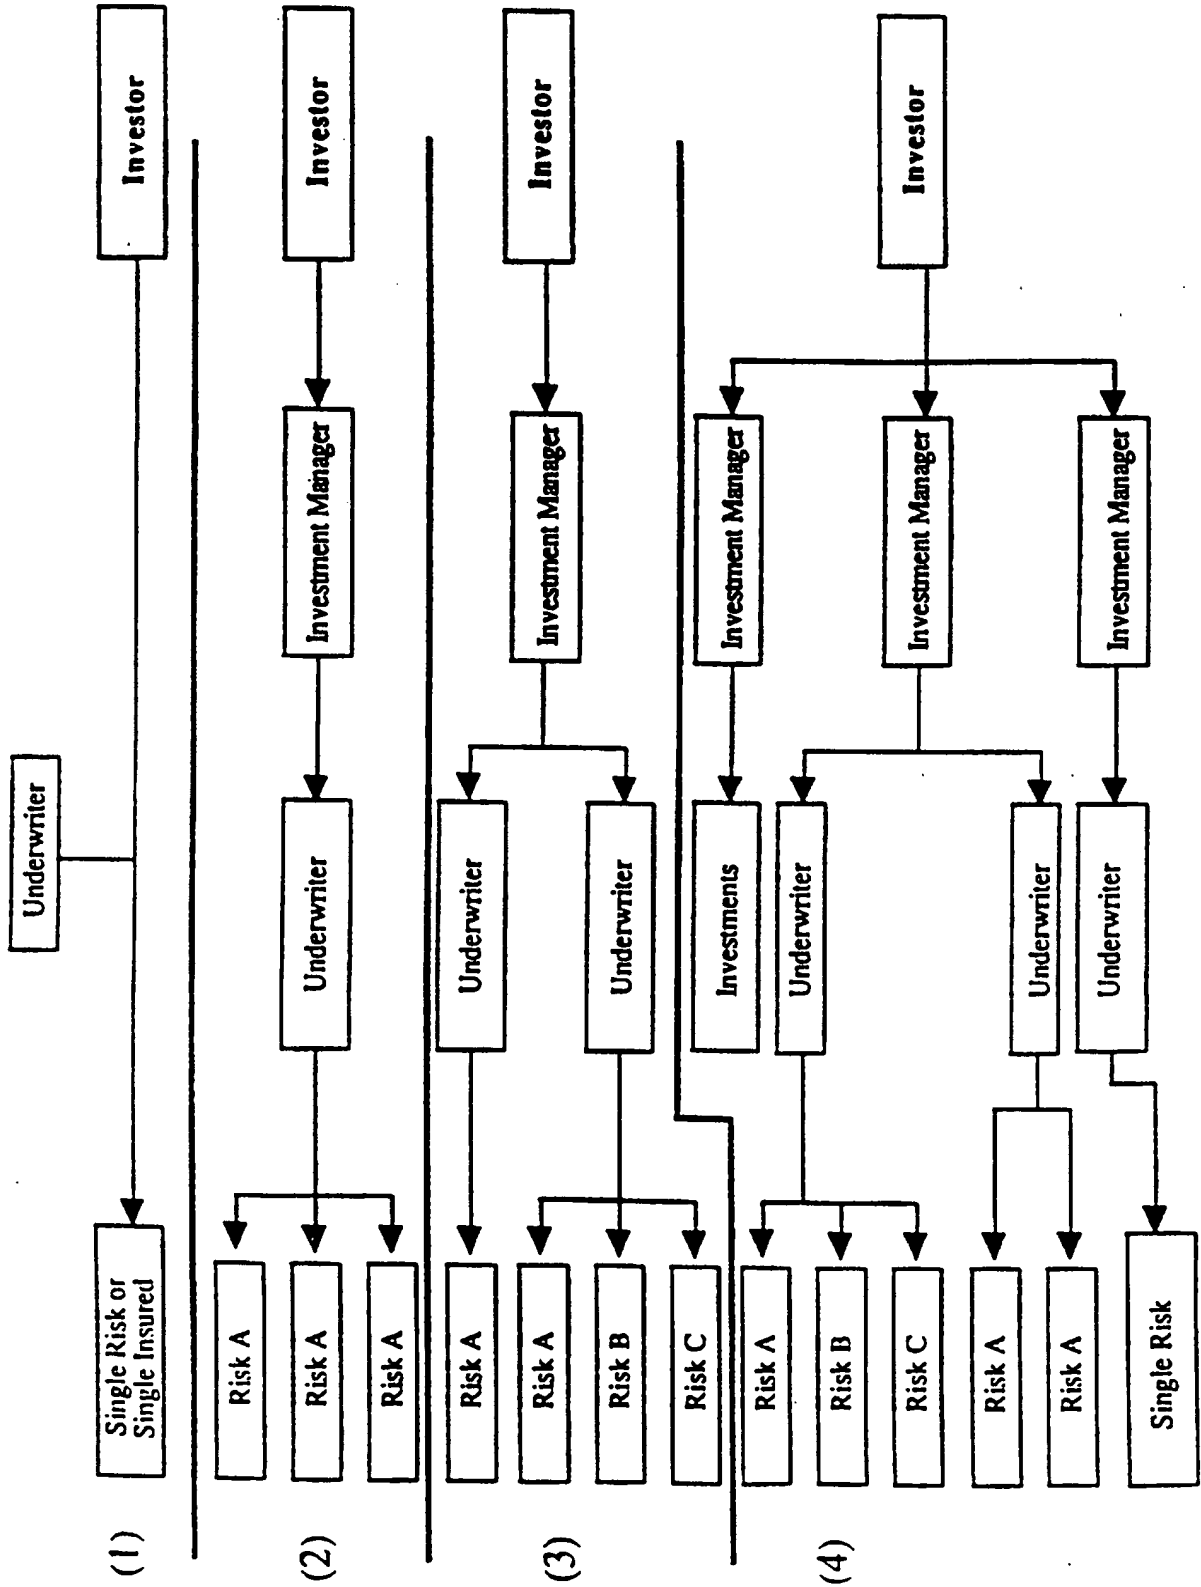 (1)
Single Risk or
Single Insured
Underwriter
Investor
(2)
Risk A
Risk A
Risk A
Underwriter
Investment Manager
Investor
(3)
Risk A
Risk A
Risk B
Risk C
Underwriter
Underwriter
Investment Manager
Investor
(4)
Risk A
Risk B
Risk C
Risk A
Risk A
Single Risk
Investments
Underwriter
Underwriter
Underwriter
Investment Manager
Investment Manager
Investment Manager
Investor